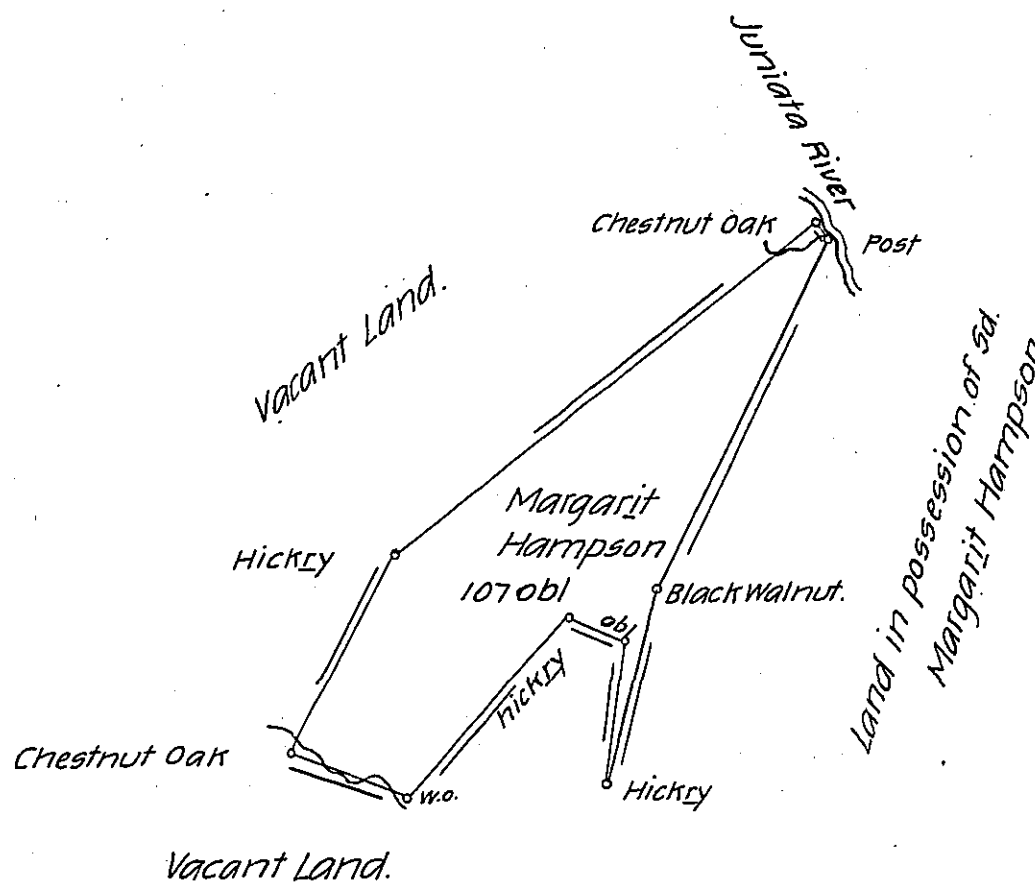 Juniata River
Chestnut Oak
Post
Vacant Land.
Land in possession of Sd.
Margarit Hampson
Margarit
Hampson
Hickry
107 obl
Black Walnut.
obl
hickry
Chestnut Oak
W.O.
Hickry
Vacant Land.